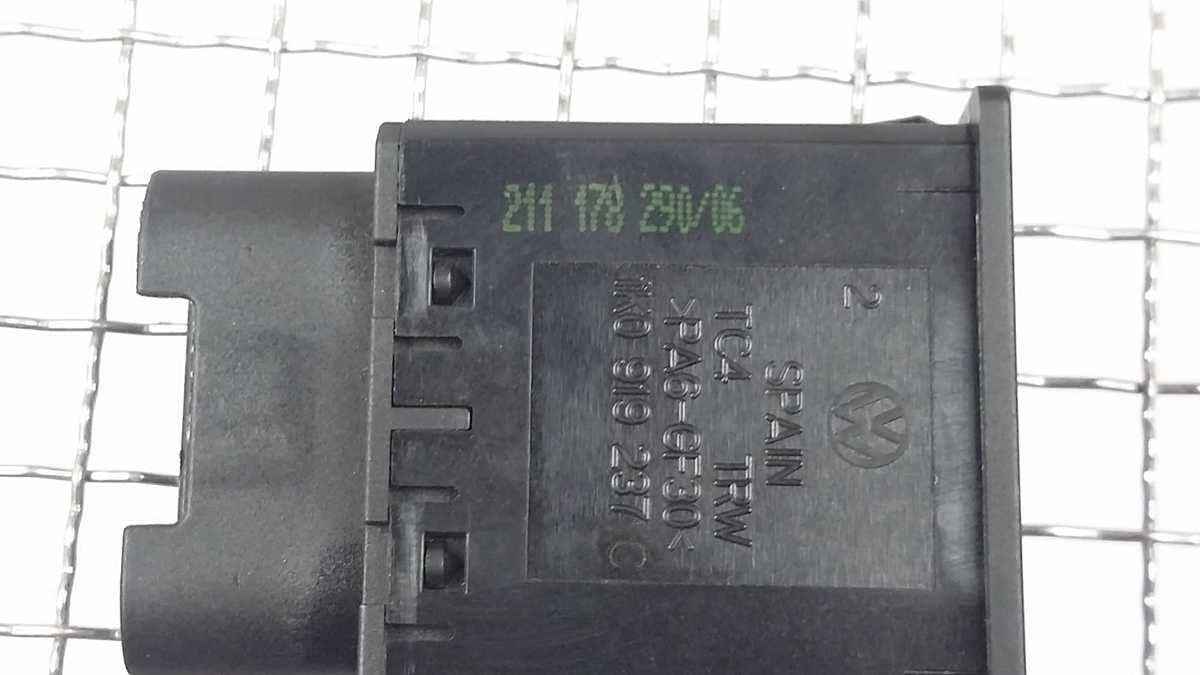 211 178 290/06
2
SPAIN
TC4 TRW
>PA6-GF30<
1K0 919 237 C